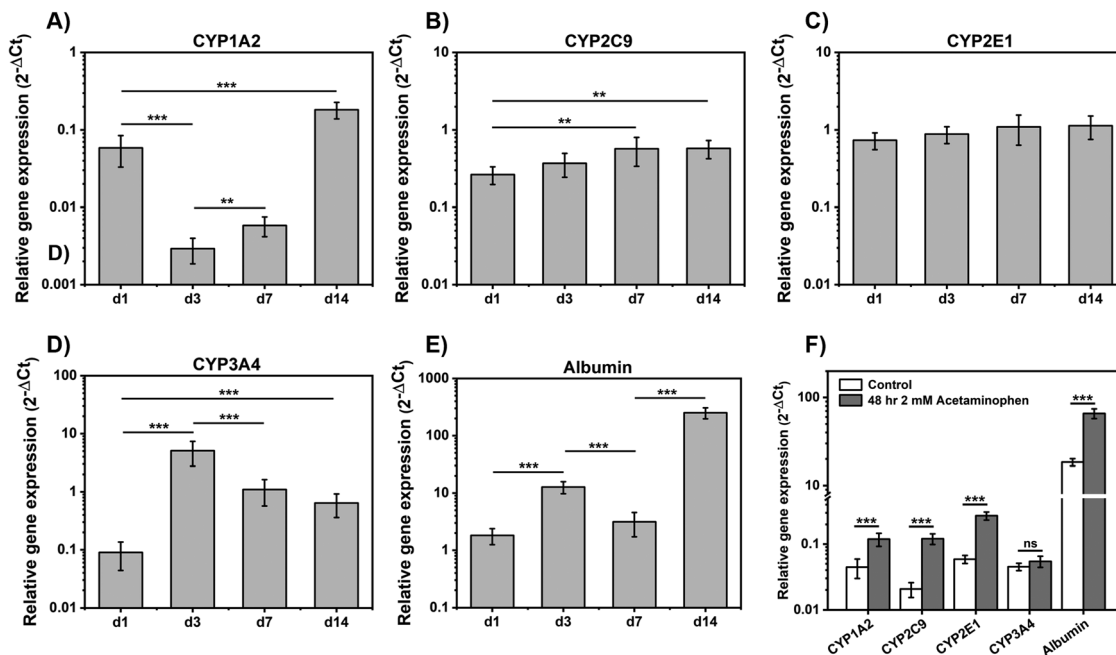 A)
CYP1A2
Relative gene expression (2-ΔCt)
1
0.1
0.01
0.001
D)
***
***
**
d1 d3 d7 d14
B)
CYP2C9
Relative gene expression (2-ΔCt)
10
1
0.1
0.01
**
**
d1 d3 d7 d14
C)
CYP2E1
Relative gene expression (2-ΔCt)
10
1
0.1
0.01
d1 d3 d7 d14
D)
CYP3A4
Relative gene expression (2-ΔCt)
100
10
1
0.1
0.01
***
*** ***
d1 d3 d7 d14
E)
Albumin
Relative gene expression (2-ΔCt)
1000
100
10
1
0.1
***
***
***
d1 d3 d7 d14
F)
Control
48 hr 2 mM Acetaminophen
Relative gene expression (2-ΔCt)
100
10
0.1
0.01
***
***
***
***
ns
CYP1A2 CYP2C9 CYP2E1 CYP3A4 Albumin